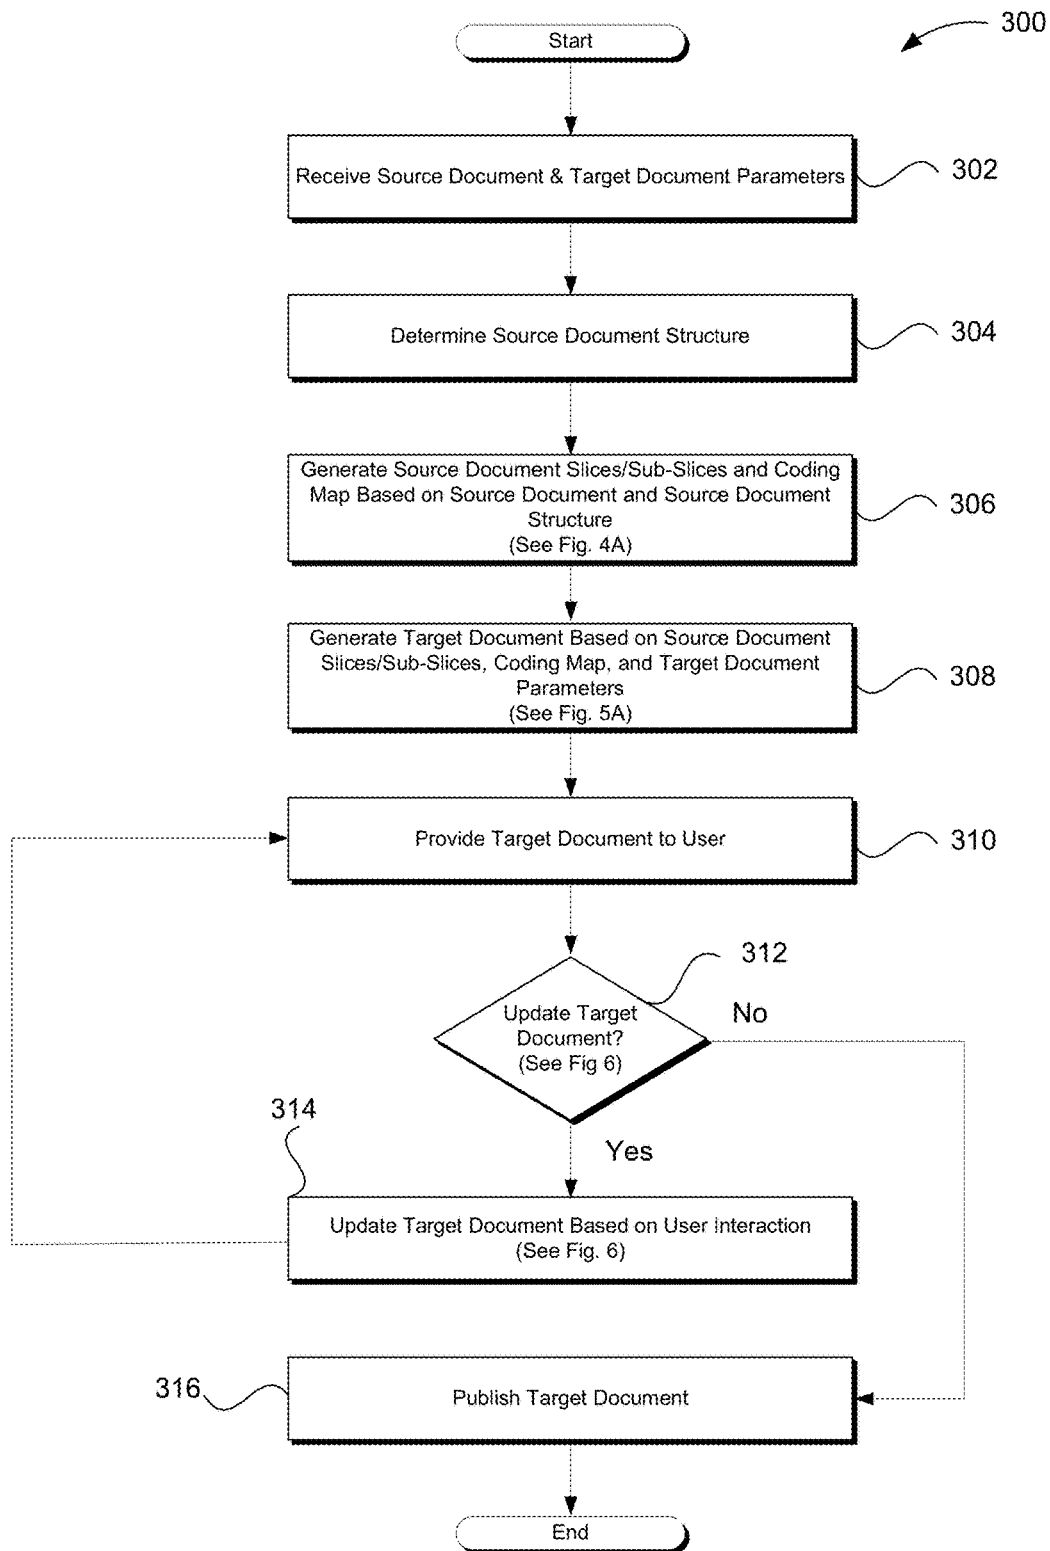 300
Start
Receive Source Document & Target Document Parameters
302
Determine Source Document Structure
304
Generate Source Document Slices/Sub-Slices and Coding
Map Based on Source Document and Source Document
Structure
(See Fig. 4A)
306
Generate Target Document Based on Source Document
Slices/Sub-Slices, Coding Map, and Target Document
Parameters
(See Fig. 5A)
308
Provide Target Document to User
310
312
Update Target
Document?
(See Fig 6)
No
Yes
314
Update Target Document Based on User Interaction
(See Fig. 6)
316
Publish Target Document
End